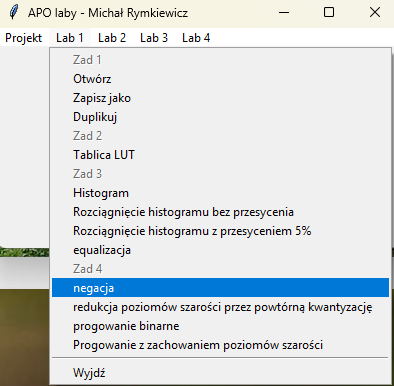 APO laby - Michał Rymkiewicz
Projekt Lab 1 Lab 2 Lab 3 Lab 4
Zad 1
Otwórz
Zapisz jako
Duplikuj
Zad 2
Tablica LUT
Zad 3
Histogram
Rozciągnięcie histogramu bez przesycenia
Rozciągnięcie histogramu z przesyceniem 5%
equalizacja
Zad 4
negacja
redukcja poziomów szarości przez powtórną kwantyzację
progowanie binarne
Progowanie z zachowaniem poziomów szarości
Wyjdź